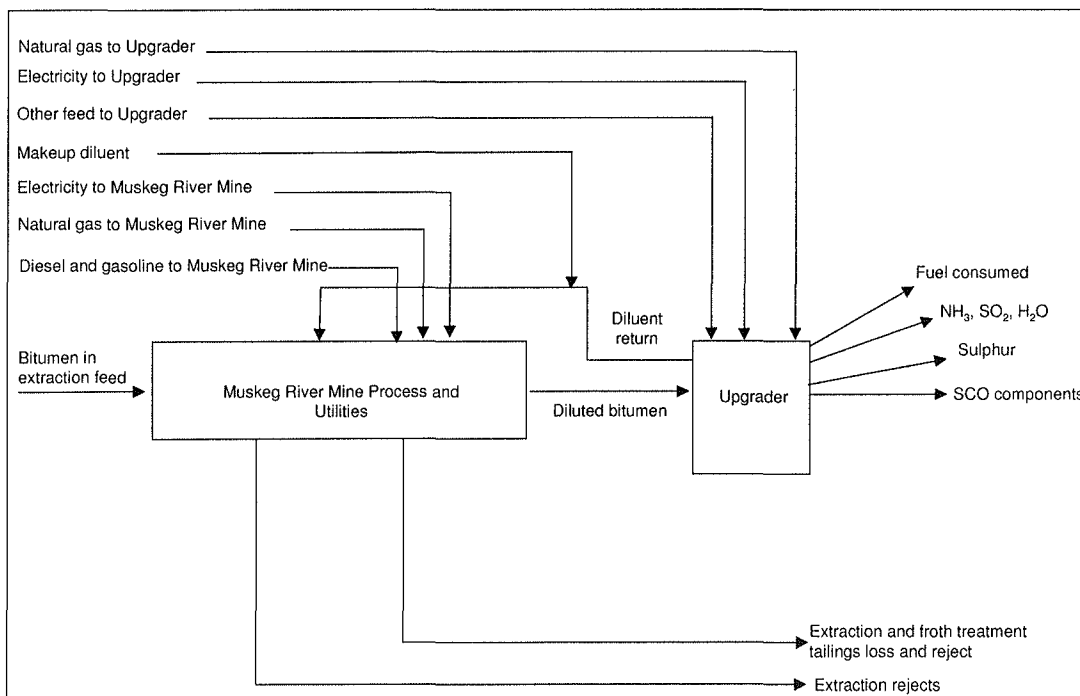 Natural gas to Upgrader
Electricity to Upgrader
Other feed to Upgrader
Makeup diluent
Electricity to Muskeg River Mine
Natural gas to Muskeg River Mine
Diesel and gasoline to Muskeg River Mine
Bitumen in
extraction feed
Muskeg River Mine Process and
Utilities
Diluent
return
Diluted bitumen
Upgrader
Fuel consumed
NH₃, SO₂, H₂O
Sulphur
SCO components
Extraction and froth treatment
tailings loss and reject
Extraction rejects